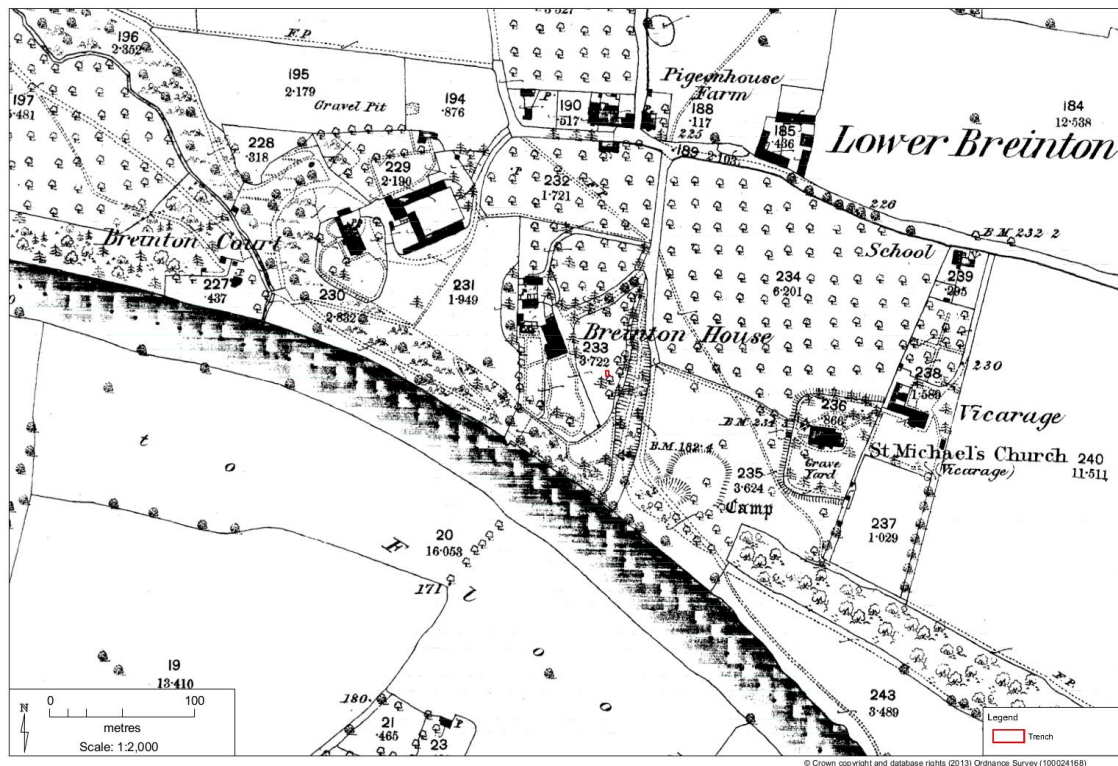 196
2·352
F.P.
195
2·179
Gravel Pit
194
·876
190
·517
P
Pigeonhouse
Farm
188
·117
225
185
·436
184
12·538
Lower Breinton
197
228
·318
229
2·190
189
2·103
232
1·721
F.P.
226
B.M. 232·2
School
239
·295
Breinton Court
227
·437
230
2·832
231
1·949
234
6·201
Breinton House
233
3·722
238
1·589
230
236
·866
Vicarage
B.M. 182·4
Grave
Yard
St. Michael's Church
(Vicarage)
240
11·511
235
3·624
Camp
237
1·029
t
o
20
16·053
F
l
o
o
171
19
13·410
180
21
·465
23
P
243
3·489
F.P.
N
0 100
metres
Scale: 1:2,000
Legend
Trench
© Crown copyright and database rights (2013) Ordnance Survey (100024168)